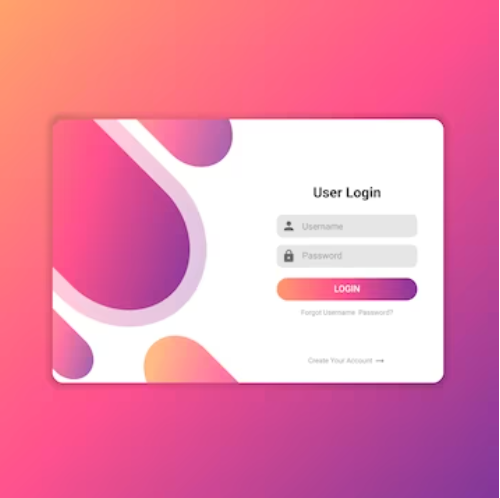 User Login
Username
Password
LOGIN
Forgot Username Password?
Create Your Account →